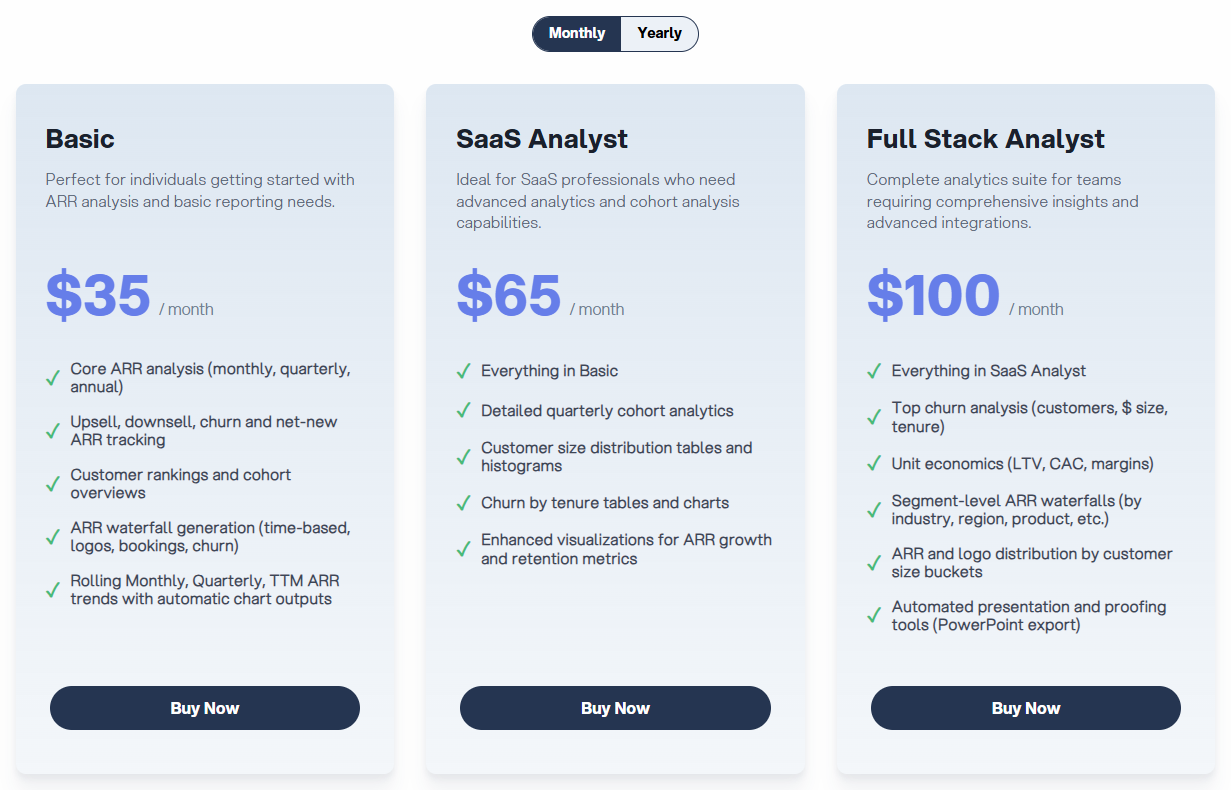 Monthly Yearly
Basic
Perfect for individuals getting started with
ARR analysis and basic reporting needs.
$35 / month
✓ Core ARR analysis (monthly, quarterly,
annual)
✓ Upsell, downsell, churn and net-new
ARR tracking
✓ Customer rankings and cohort
overviews
✓ ARR waterfall generation (time-based,
logos, bookings, churn)
✓ Rolling Monthly, Quarterly, TTM ARR
trends with automatic chart outputs
Buy Now
SaaS Analyst
Ideal for SaaS professionals who need
advanced analytics and cohort analysis
capabilities.
$65 / month
✓ Everything in Basic
✓ Detailed quarterly cohort analytics
✓ Customer size distribution tables and
histograms
✓ Churn by tenure tables and charts
✓ Enhanced visualizations for ARR growth
and retention metrics
Buy Now
Full Stack Analyst
Complete analytics suite for teams
requiring comprehensive insights and
advanced integrations.
$100 / month
✓ Everything in SaaS Analyst
✓ Top churn analysis (customers, $ size,
tenure)
✓ Unit economics (LTV, CAC, margins)
✓ Segment-level ARR waterfalls (by
industry, region, product, etc.)
✓ ARR and logo distribution by customer
size buckets
✓ Automated presentation and proofing
tools (PowerPoint export)
Buy Now